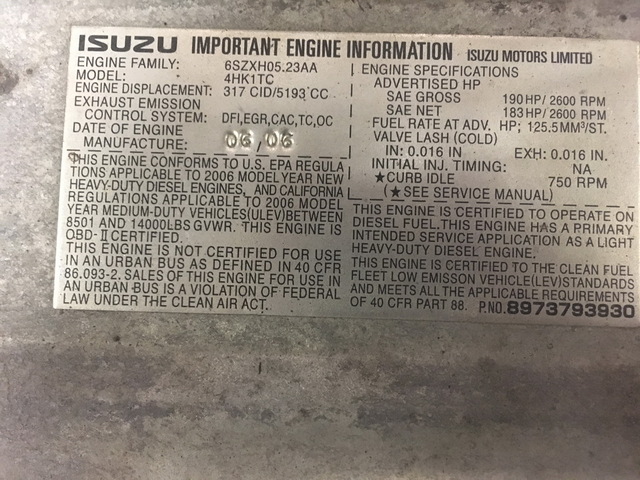 ISUZU IMPORTANT ENGINE INFORMATION ISUZU MOTORS LIMITED
ENGINE FAMILY: 6SZXH05.23AA
MODEL: 4HK1TC
ENGINE DISPLACEMENT: 317 CID/5193 CC
EXHAUST EMISSION
CONTROL SYSTEM: DFI,EGR,CAC,TC,OC
DATE OF ENGINE
MANUFACTURE: 06/06
THIS ENGINE CONFORMS TO U.S. EPA REGULA
TIONS APPLICABLE TO 2006 MODEL YEAR NEW
HEAVY-DUTY DIESEL ENGINES, AND CALIFORNIA
REGULATIONS APPLICABLE TO 2006 MODEL
YEAR MEDIUM-DUTY VEHICLES(ULEV)BETWEEN
8501 AND 14000LBS GVWR. THIS ENGINE IS
OBD-II CERTIFIED.
THIS ENGINE IS NOT CERTIFIED FOR USE
IN AN URBAN BUS AS DEFINED IN 40 CFR
86.093-2. SALES OF THIS ENGINE FOR USE IN
AN URBAN BUS IS A VIOLATION OF FEDERAL
LAW UNDER THE CLEAN AIR ACT.
ENGINE SPECIFICATIONS
ADVERTISED HP
SAE GROSS 190 HP/ 2600 RPM
SAE NET 183 HP/ 2600 RPM
FUEL RATE AT ADV. HP; 125.5MM³/ST.
VALVE LASH (COLD)
IN: 0.016 IN EXH: 0.016 IN.
INITIAL INJ. TIMING: NA
★CURB IDLE 750 RPM
(★SEE SERVICE MANUAL)
THIS ENGINE IS CERTIFIED TO OPERATE ON
DIESEL FUEL.THIS ENGINE HAS A PRIMARY
INTENDED SERVICE APPLICATION AS A LIGHT
HEAVY-DUTY DIESEL ENGINE.
THIS ENGINE IS CERTIFIED TO THE CLEAN FUEL
FLEET LOW EMISSON VEHICLE(LEV)STANDARDS
AND MEETS ALL THE APPLICABLE REQUIREMENTS
OF 40 CFR PART 88. P.NO.8973793930